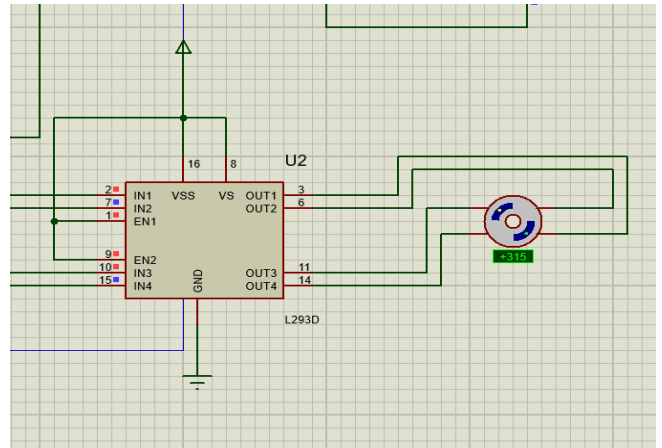 U2
16 8
2 IN1 VSS VS OUT1 3
7 IN2 OUT2 6
1 EN1
9 EN2
10 IN3 OUT3 11
15 IN4 GND OUT4 14
+315
L293D